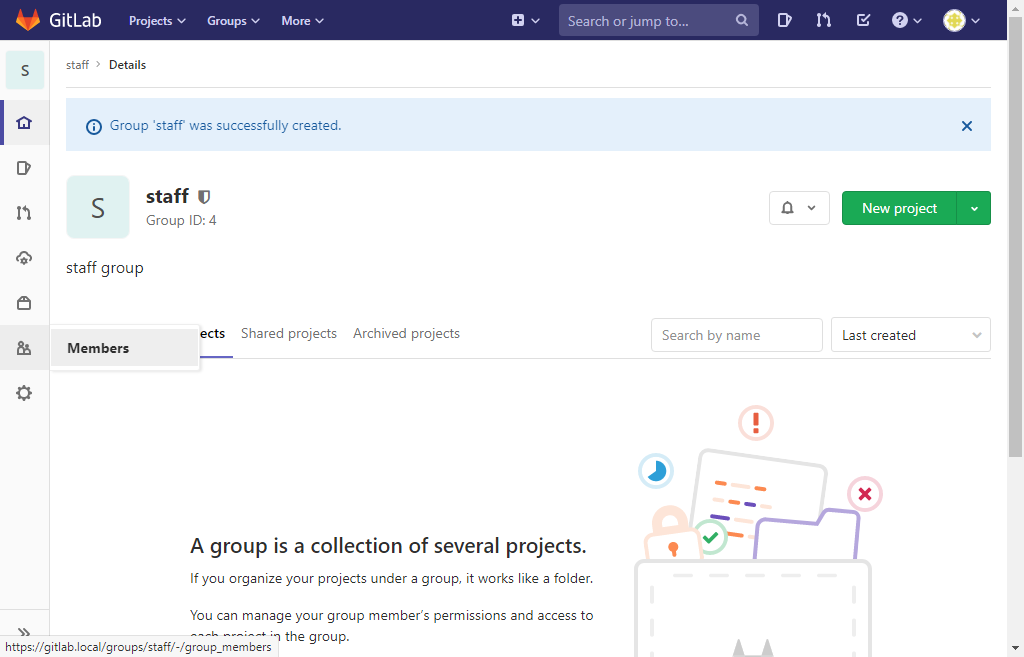 GitLab
Projects
Groups
More
Search or jump to...
S
staff > Details
Group 'staff' was successfully created.
S
staff
Group ID: 4
New project
staff group
ects
Shared projects
Archived projects
Search by name
Last created
Members
A group is a collection of several projects.
If you organize your projects under a group, it works like a folder.
You can manage your group member's permissions and access to
each project in the group.
https://gitlab.local/groups/staff/-/group_members